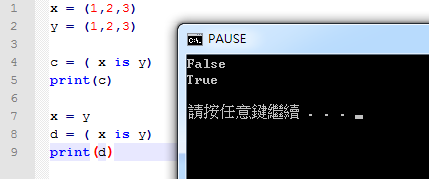 1 x = (1,2,3)
2 y = (1,2,3)
3
4 c = ( x is y)
5 print(c)
6
7 x = y
8 d = ( x is y)
9 print(d)
C:\. PAUSE
False
True
請按任意鍵繼續 . . . _